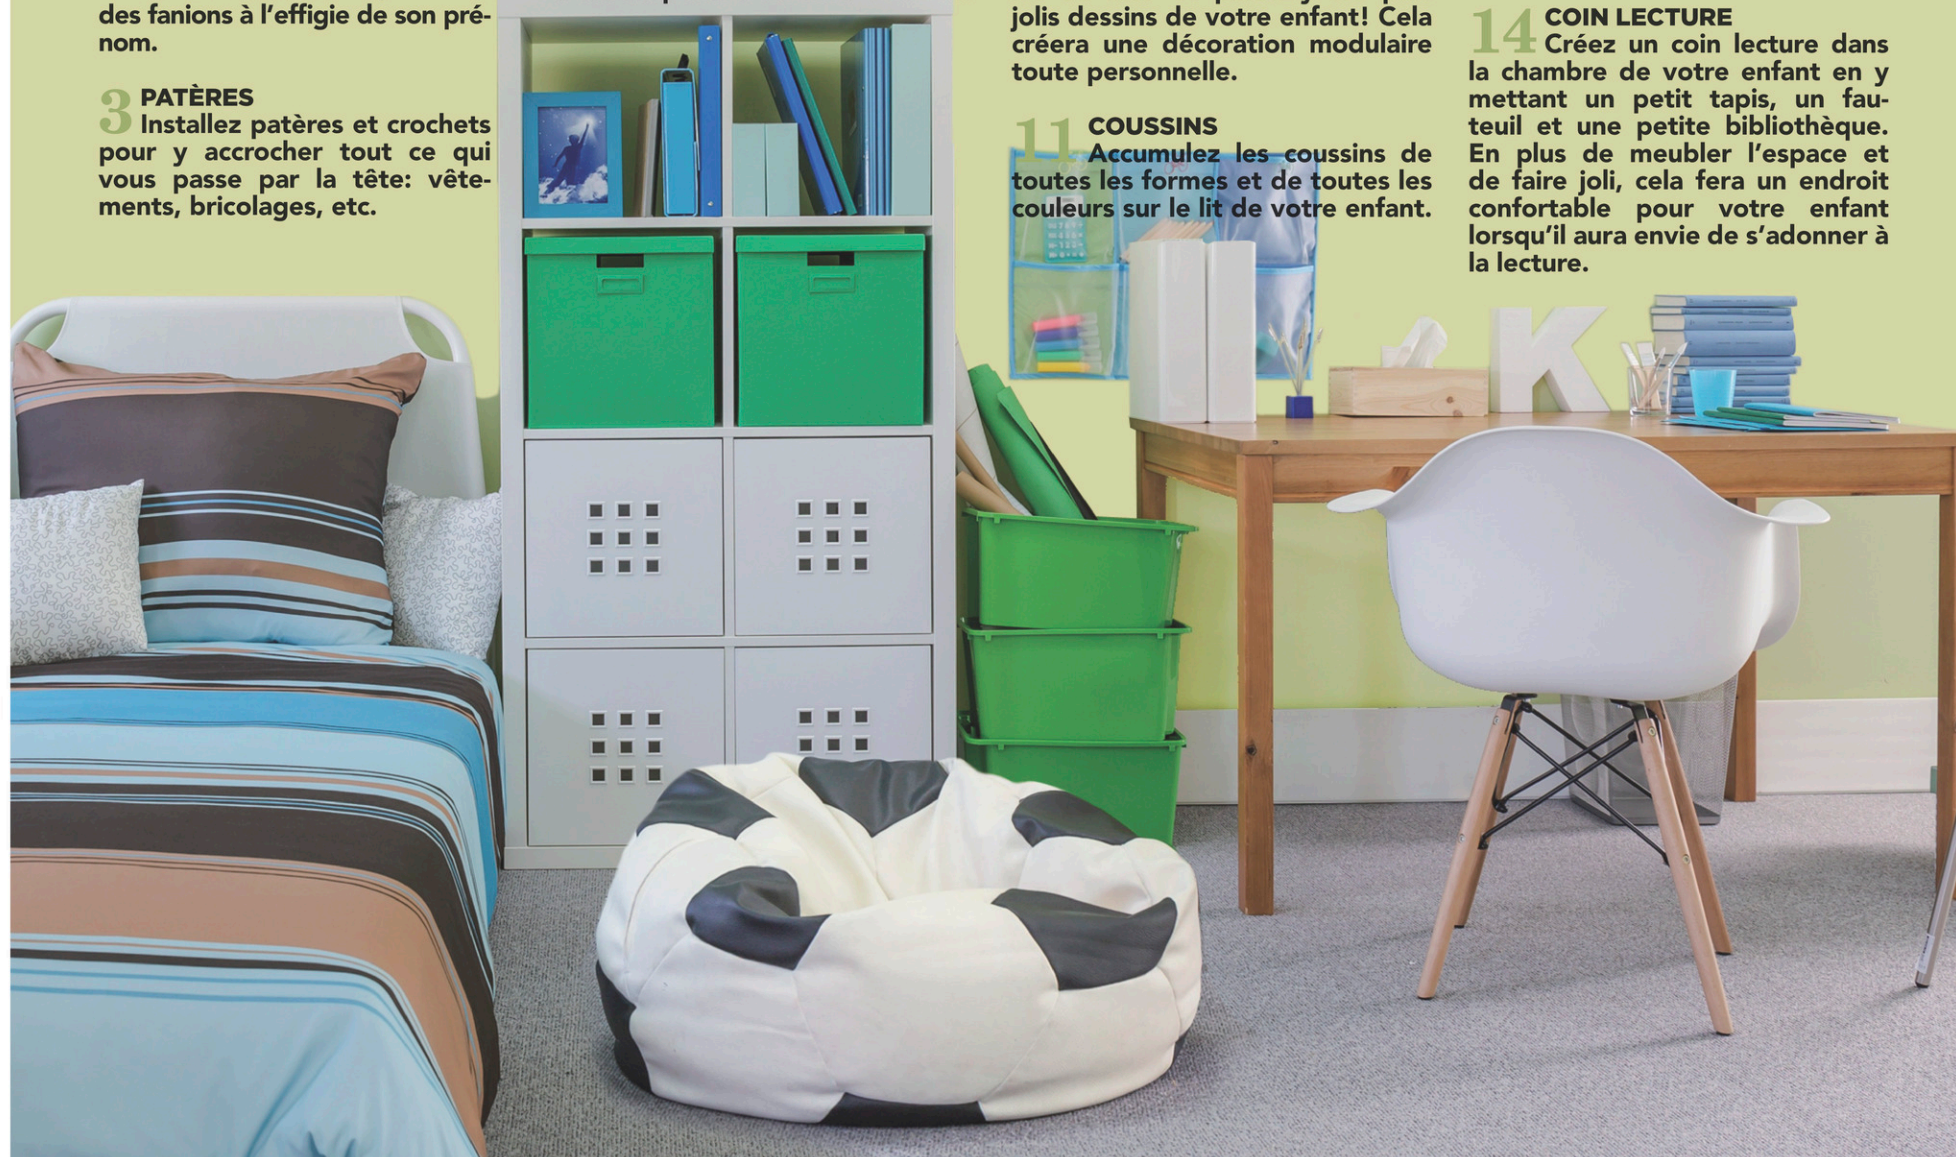 des fanions à l'effigie de son pré-
nom.
3 PATÈRES
Installez patères et crochets
pour y accrocher tout ce qui
vous passe par la tête: vête-
ments, bricolages, etc.
jolis dessins de votre enfant! Cela
créera une décoration modulaire
toute personnelle.
11 COUSSINS
Accumulez les coussins de
toutes les formes et de toutes les
couleurs sur le lit de votre enfant.
14 COIN LECTURE
Créez un coin lecture dans
la chambre de votre enfant en y
mettant un petit tapis, un fau-
teuil et une petite bibliothèque.
En plus de meubler l'espace et
de faire joli, cela fera un endroit
confortable pour votre enfant
lorsqu'il aura envie de s'adonner à
la lecture.
K